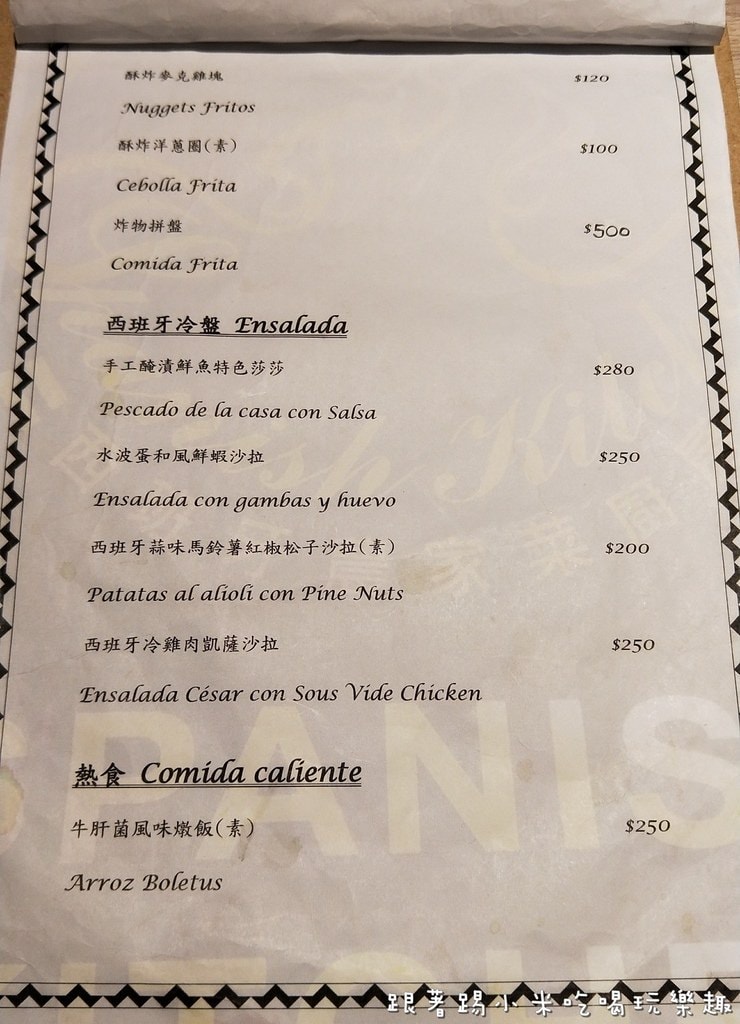 酥炸麥克雞塊 $120
Nuggets Fritos
酥炸洋蔥圈(素) $100
Cebolla Frita
炸物拼盤 $500
Comida Frita
西班牙冷盤 Ensalada
手工醃漬鮮魚特色莎莎 $280
Pescado de la casa con Salsa
水波蛋和風鮮蝦沙拉 $250
Ensalada con gambas y huevo
西班牙蒜味馬鈴薯紅椒松子沙拉(素) $200
Patatas al alioli con Pine Nuts
西班牙冷雞肉凱薩沙拉 $250
Ensalada César con Sous Vide Chicken
熱食 Comida caliente
牛肝菌風味燉飯(素) $250
Arroz Boletus
跟著踢小米吃喝玩樂趣